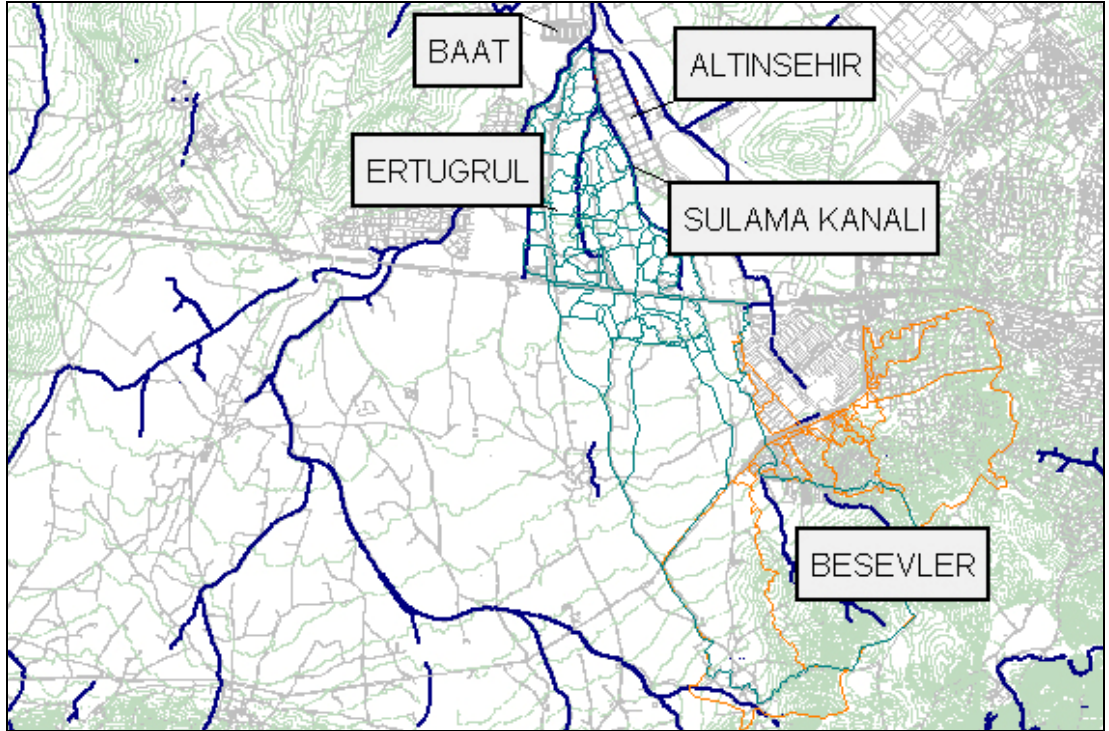 BAAT
ALTINSEHIR
ERTUGRUL
SULAMA KANALI
BESEVLER